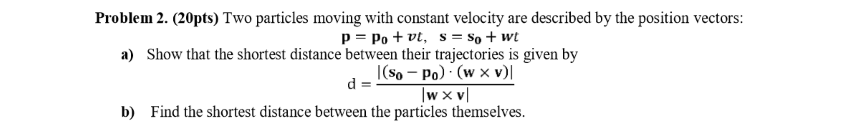 Problem 2. (20pts) Two particles moving with constant velocity are described by the position vectors:
p = p₀ + vt, s = s₀ + wt
a) Show that the shortest distance between their trajectories is given by
d = |(s₀ − p₀) · (w × v)| / |w × v|
b) Find the shortest distance between the particles themselves.